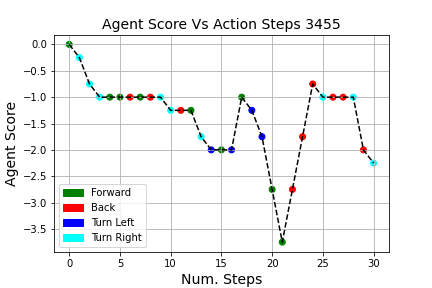 Agent Score Vs Action Steps 3455
0.0
−0.5
−1.0
−1.5
−2.0
−2.5
−3.0
−3.5
Agent Score
Forward
Back
Turn Left
Turn Right
0 5 10 15 20 25 30
Num. Steps